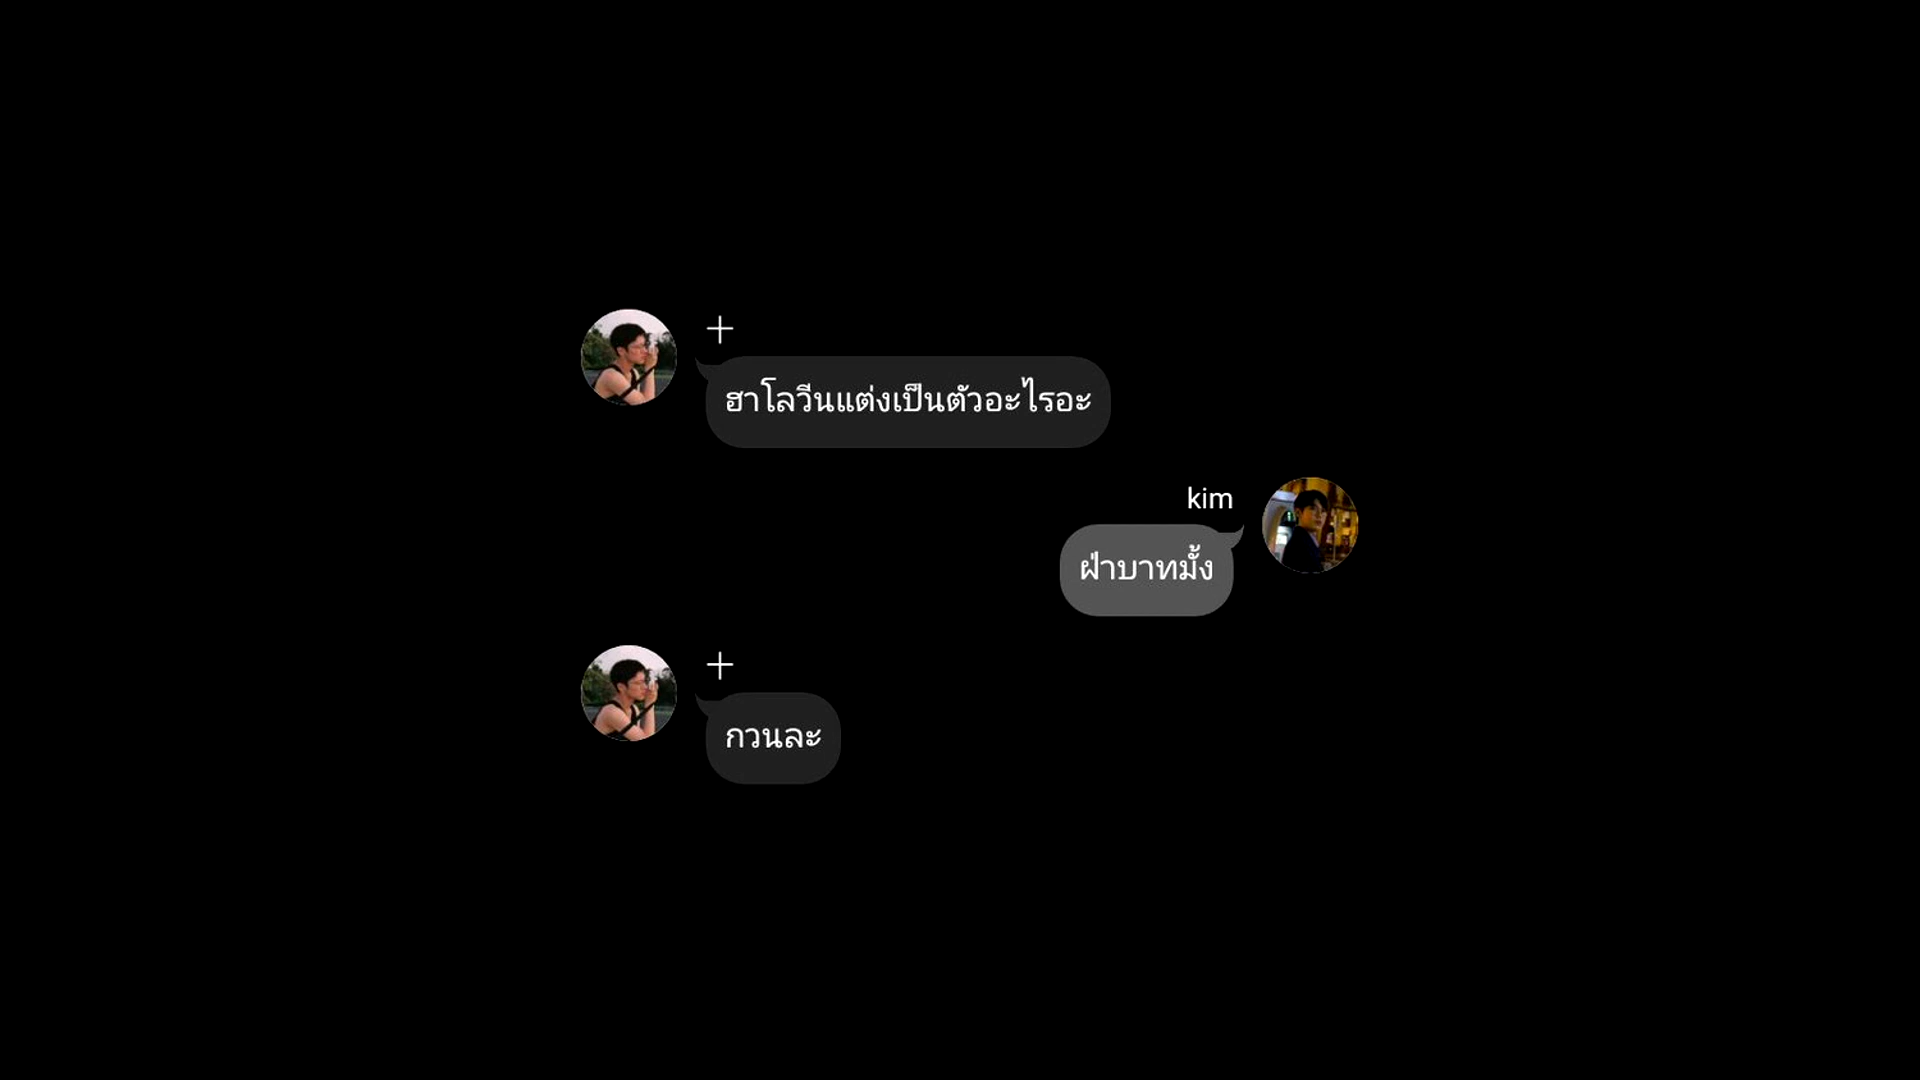 +
ฮาโลวีนแต่งเป็นตัวอะไรอะ
kim
ฝ่าบาทมั้ง
+
กวนละ